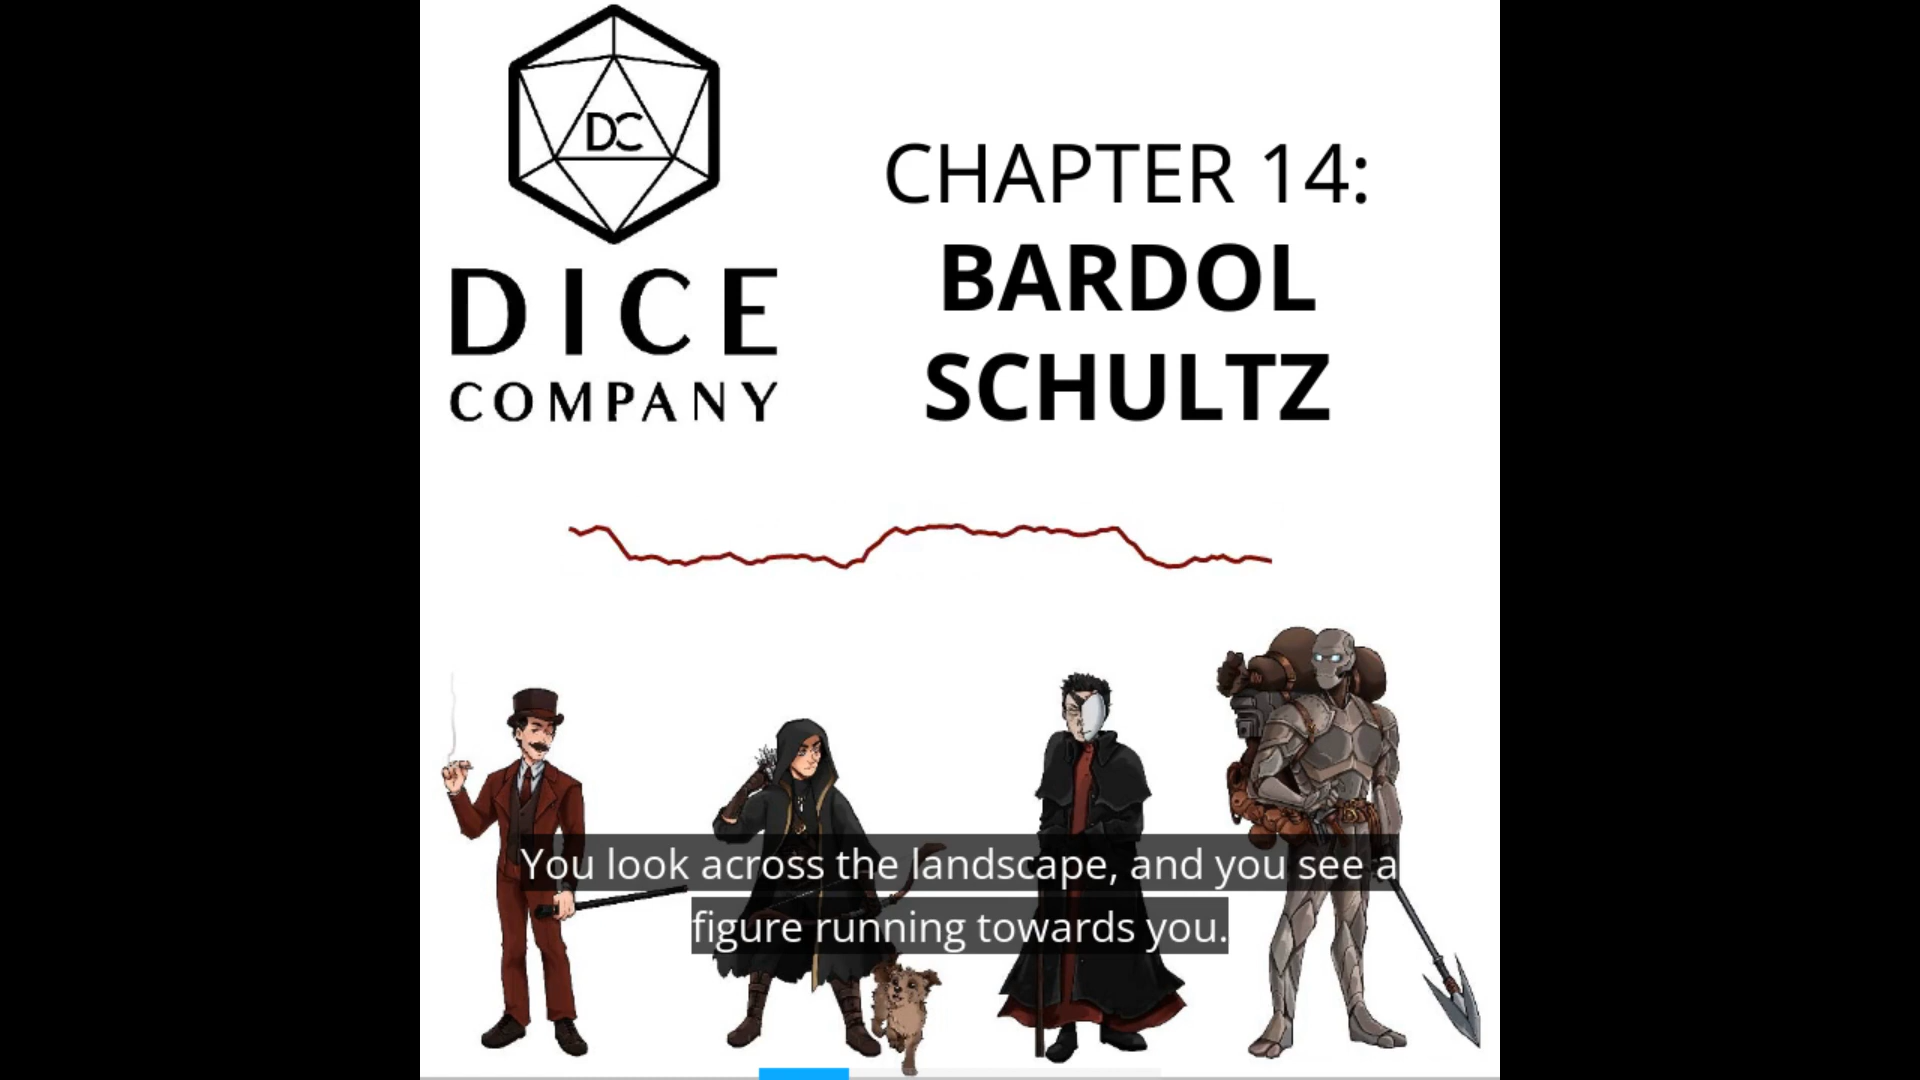 DC
DICE
COMPANY
CHAPTER 14:
BARDOL
SCHULTZ
You look across the landscape, and you see a
figure running towards you.